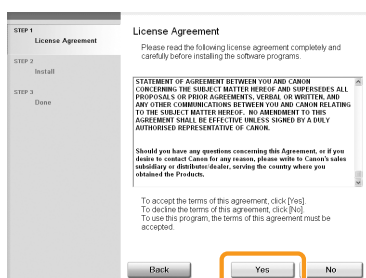 STEP 1
License Agreement
STEP 2
Install
STEP 3
Done
License Agreement
Please read the following license agreement completely and
carefully before installing the software programs.
STATEMENT OF AGREEMENT BETWEEN YOU AND CANON
CONCERNING THE SUBJECT MATTER HEREOF AND SUPERSEDES ALL
PROPOSALS OR PRIOR AGREEMENTS, VERBAL OR WRITTEN, AND
ANY OTHER COMMUNICATIONS BETWEEN YOU AND CANON RELATING
TO THE SUBJECT MATTER HEREOF. NO AMENDMENT TO THIS
AGREEMENT SHALL BE EFFECTIVE UNLESS SIGNED BY A DULY
AUTHORISED REPRESENTATIVE OF CANON.
Should you have any questions concerning this Agreement, or if you
desire to contact Canon for any reason, please write to Canon's sales
subsidiary or distributor/dealer, serving the country where you
obtained the Products.
To accept the terms of this agreement, click [Yes].
To decline the terms of this agreement, click [No].
To use this program, the terms of this agreement must be
accepted.
Back
Yes
No